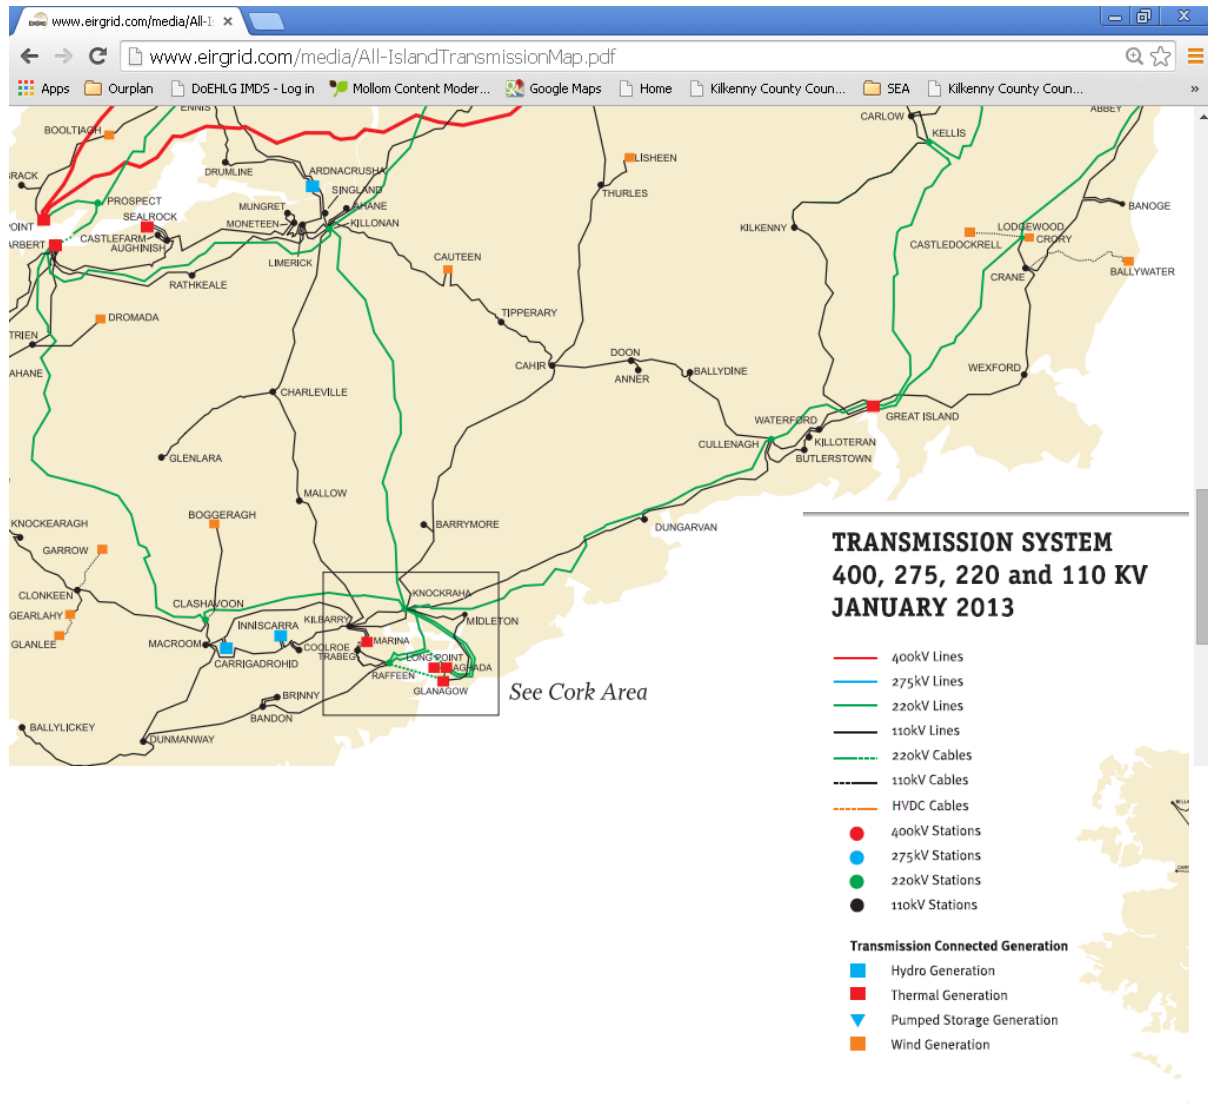 www.eirgrid.com/media/All-I:
www.eirgrid.com/media/All-IslandTransmissionMap.pdf
Apps Ourplan DoEHLG IMDS - Log in Mollom Content Moder... Google Maps Home Kilkenny County Coun... SEA Kilkenny County Coun... »
ENNIS
ABBEY
CARLOW
BOOLTIAGH
KELLIS
LISHEEN
DRUMLINE
ARDNACRUSHA
RACK
SINGLAND
THURLES
PROSPECT
MUNGRET
AHANE
BANOGE
SEALROCK
OINT
MONETEEN
KILLONAN
KILKENNY
LODGEWOOD
CASTLEFARM
CRORY
ARBERT
CASTLEDOCKRELL
AUGHINISH
LIMERICK
CAUTEEN
BALLYWATER
CRANE
RATHKEALE
DROMADA
TIPPERARY
TRIEN
DOON
CAHIR
WEXFORD
AHANE
ANNER
BALLYDINE
CHARLEVILLE
GREAT ISLAND
WATERFORD
CULLENAGH
KILLOTERAN
GLENLARA
BUTLERSTOWN
MALLOW
BOGGERAGH
KNOCKEARAGH
BARRYMORE
DUNGARVAN
GARROW
CLONKEEN
KNOCKRAHA
CLASHAVOON
GEARLAHY
KILBARRY
MIDLETON
INNISCARRA
GLANLEE
MACROOM
COOLROE
MARINA
TRABEG
LONG POINT
CARRIGADROHID
AGHADA
RAFFEEN
GLANAGOW
BRINNY
See Cork Area
BANDON
BALLYLICKEY
DUNMANWAY
TRANSMISSION SYSTEM
400, 275, 220 and 110 KV
JANUARY 2013
400kV Lines
275kV Lines
220kV Lines
110kV Lines
220kV Cables
110kV Cables
HVDC Cables
400kV Stations
275kV Stations
220kV Stations
110kV Stations
Transmission Connected Generation
Hydro Generation
Thermal Generation
Pumped Storage Generation
Wind Generation